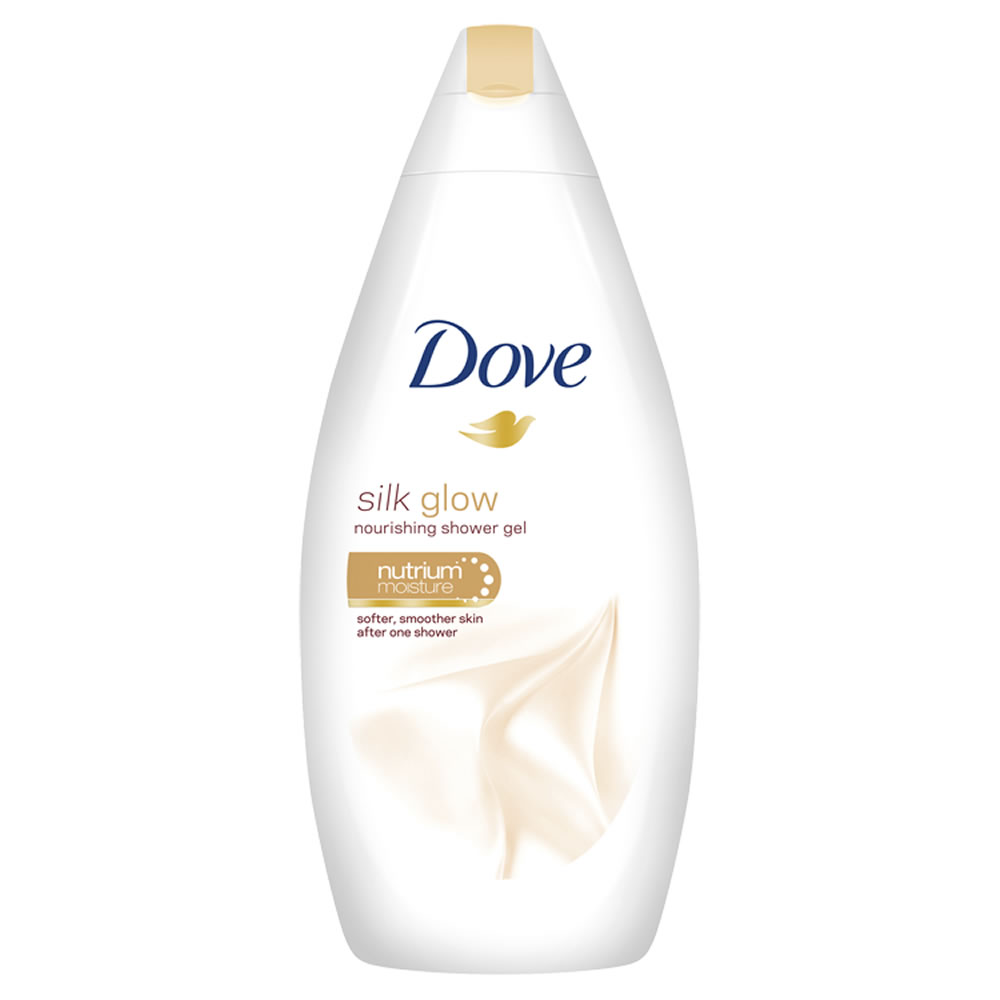 Dove
silk glow
nourishing shower gel
nutrium
moisture
softer, smoother skin
after one shower